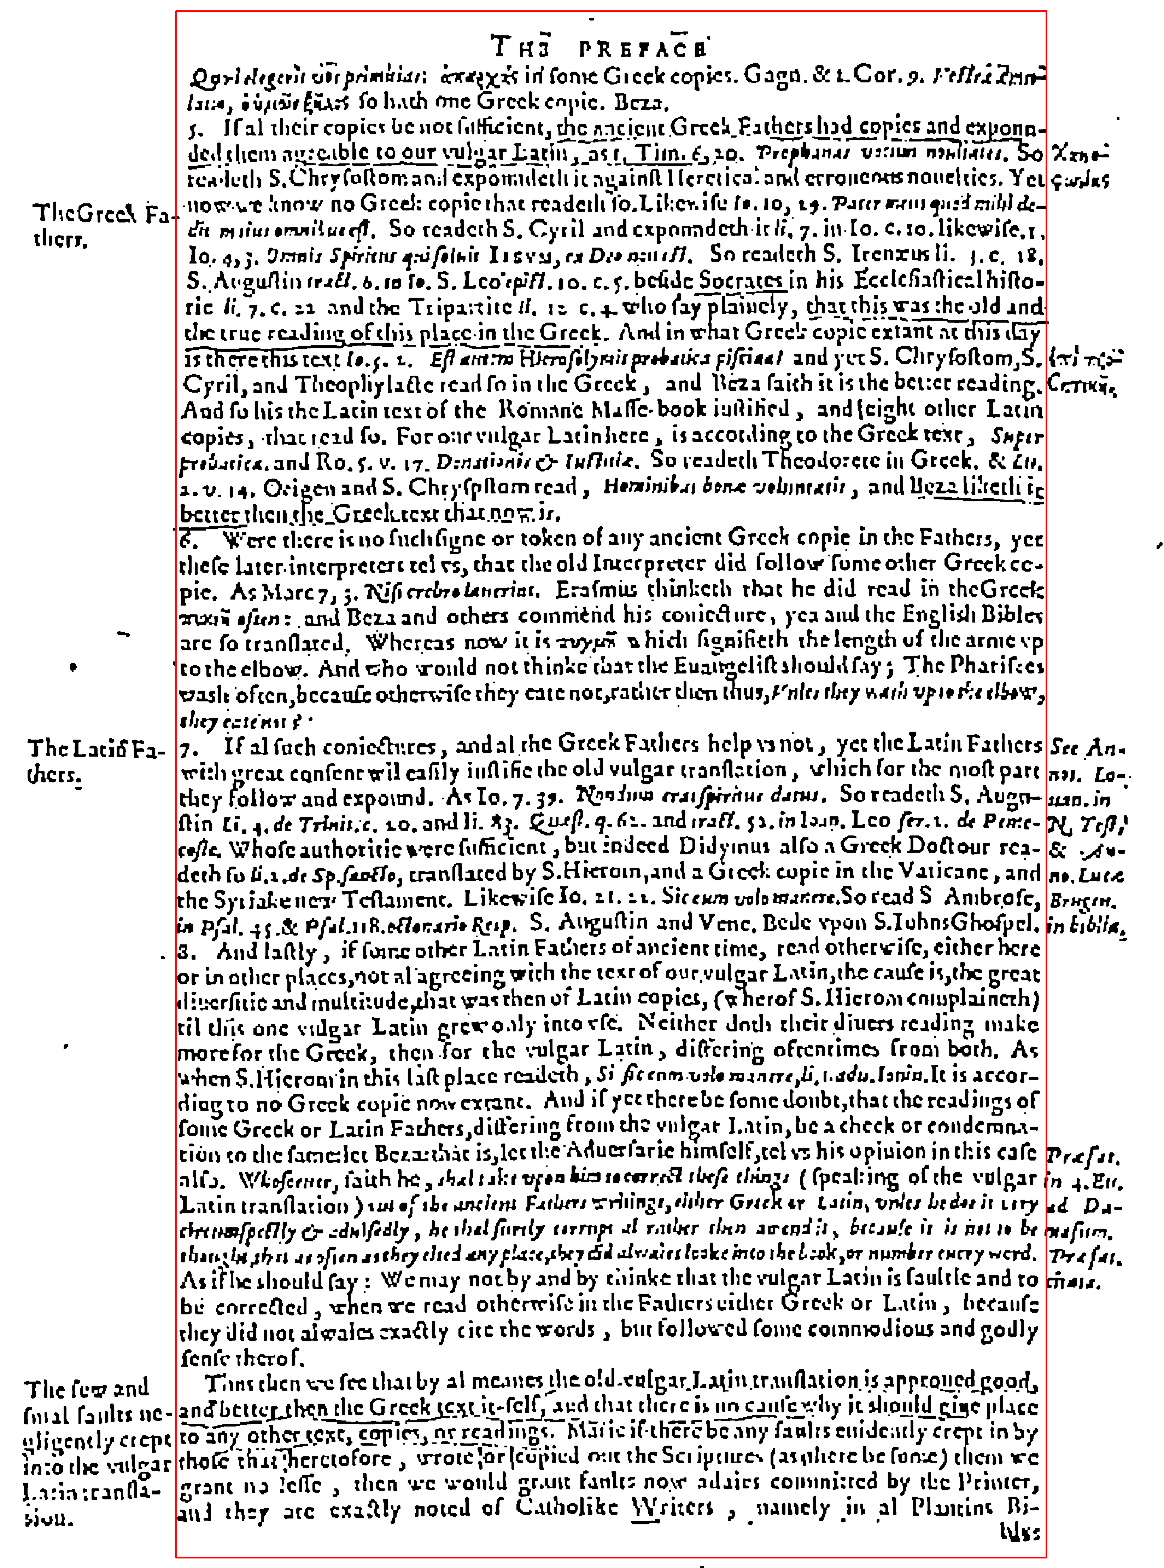 THE PREFACE
in some Greek copies. Gagn. & 1. Cor. 9.
so hath one Greek copie. Beza.
5. If al their copies be not sufficient, the ancient Greek Fathers had copies and expoun-
ded them agreable to our vulgar Latin, as 1. Tim. 6, 20. Prophanas vocum nouitates. So
readeth S. Chrysostom and expoundeth it against Heretical and erroneous nouelties. Yet
now we know no Greek copie that readeth so. Likewise Io. 10, 29. Pater meus quod mihi de-
dit maius omnibus est. So readeth S. Cyril and expoundeth it li. 7. in Io. c. 10. likewise. 1.
Io. 4, 3. Omnis Spiritus qui soluit IESVM, ex Deo non est. So readeth S. Irenæus li. 3. c. 18.
S. Augustin tract. 6. in Io. S. Leo epist. 10. c. 5. beside Socrates in his Ecclesiastical histo-
rie li. 7. c. 22 and the Tripartite li. 12 c. 4. who say plainely, that this was the old and
the true reading of this place in the Greek. And in what Greek copie extant at this day
is there this text Io. 5. 2. Est autem Hierosolymis probatica piscina? and yet S. Chrysostom, S.
Cyril, and Theophylacte read so in the Greek, and Beza saith it is the better reading.
And so his the Latin text of the Romane Masse-book iustified, and eight other Latin
copies, that read so. For our vulgar Latin here, is according to the Greek text, Super
probatica. and Ro. 5. v. 17. Donationis & Iustitiæ. So readeth Theodorete in Greek. & Lu.
2. v. 14. Origen and S. Chrysostom read, Hominibus bonæ voluntatis, and Beza liketh it
better then the Greek text that now is.
6. Were there is no such signe or token of any ancient Greek copie in the Fathers, yet
these later interpreters tel vs, that the old Interpreter did follow some other Greek co-
pie. As Marc 7, 3. Nisi crebro lauerint. Erasmus thinketh that he did read in the Greek
often: and Beza and others commend his coniecture, yea and the English Bibles
are so translated. Whereas now it is πυγμῇ which signifieth the length of the arme vp
to the elbow. And who would not thinke that the Euangelist should say; The Pharisees
wash often, because otherwise they eate not, rather then thus, Vnles they wash vp to the elbow,
they eate not?
7. If al such coniectures, and al the Greek Fathers help vs not, yet the Latin Fathers
with great consent wil easily iustifie the old vulgar translation, which for the most part
they follow and expound. As Io. 7. 39. Nondum erat spiritus datus. So readeth S. Augu-
stin li. 4. de Trinit. c. 20. and li. 83. Quæst. q. 62. and tract. 52. in Ioan. Leo ser. 1. de Pente-
coste. Whose authoritie were sufficient, but indeed Didymus also a Greek Doctour rea-
deth so li. 2. de Sp. sancto, translated by S. Hierom, and a Greek copie in the Vaticane, and
the Syriake new Testament. Likewise Io. 21. 22. Sic eum volo manere. So read S Ambrose,
in Psal. 45. & Psal. 118. octonario Resp. S. Augustin and Vene. Bede vpon S. Iohns Ghospel.
8. And lastly, if some other Latin Fathers of ancient time, read otherwise, either here
or in other places, not al agreeing with the text of our vulgar Latin, the cause is, the great
diuersitie and multitude, that was then of Latin copies, (wherof S. Hierom complaineth)
til this one vulgar Latin grew only into vse. Neither doth their diuers reading make
more for the Greek, then for the vulgar Latin, differing oftentimes from both. As
when S. Hierom in this last place readeth, Si sic eum volo manere, li. 1. adu. Iouin. It is accor-
ding to no Greek copie now extant. And if yet there be some doubt, that the readings of
some Greek or Latin Fathers, differing from the vulgar Latin, be a check or condemna-
tion to the same: let Beza: that is, let the Aduersarie himself, tel vs his opinion in this case
also. Whosoeuer, saith he, shal take vpon him to correct these things (speaking of the vulgar
Latin translation) out of the ancient Fathers writings, either Greek or Latin, vnles he doe it very
circumspectly & aduisedly, he shal surely corrupt al rather then amend it, because it is not to be
thought that as often as they cited any place, they did alwaies looke into the book, or number euery word.
As if he should say: We may not by and by thinke that the vulgar Latin is faultie and to
be corrected, when we read otherwise in the Fathers either Greek or Latin, because
they did not alwaies exactly cite the words, but followed some commodious and godly
sense therof.
Thus then we see that by al meanes the old vulgar Latin translation is approued good,
and better then the Greek text it-self, and that there is no cause why it should giue place
to any other text, copies, or readings. Marie if there be any faults euidently crept in by
those that heretofore, wrote or copied out the Scriptures (as there be some) them we
grant no lesse, then we would grant faults now adaies committed by the Printer,
and they are exactly noted of Catholike Writers, namely in al Plantins Bi-
bles
The Greek Fa-
thers.
The Latin Fa-
thers.
The few and
smal faults ne-
gligently crept
into the vulgar
Latin transla-
tion.
See An-
not. Lo-
uan. in
N. Test.
& An-
no. Lucæ
Brugen.
in biblia.
Præfat.
in 4. Eu.
ad Da-
masum.
Præfat.